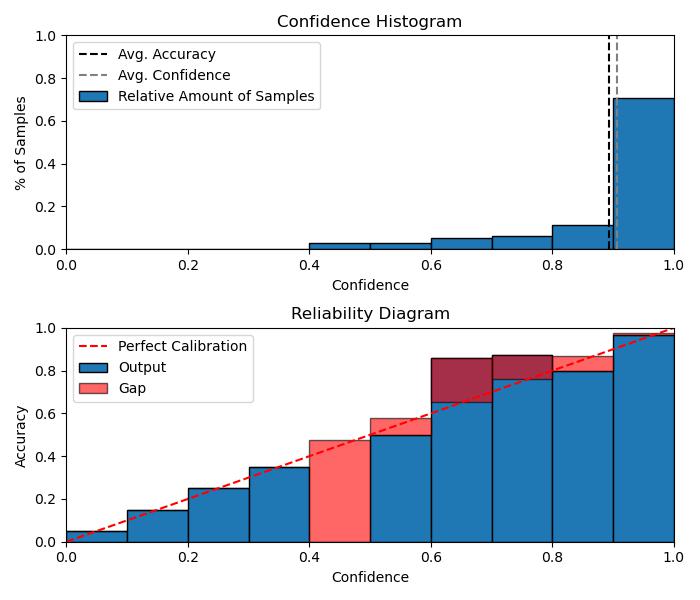 Confidence Histogram
1.0
0.8
0.6
0.4
0.2
0.0
% of Samples
Avg. Accuracy
Avg. Confidence
Relative Amount of Samples
0.0 0.2 0.4 0.6 0.8 1.0
Confidence
Reliability Diagram
1.0
0.8
0.6
0.4
0.2
0.0
Accuracy
Perfect Calibration
Output
Gap
0.0 0.2 0.4 0.6 0.8 1.0
Confidence